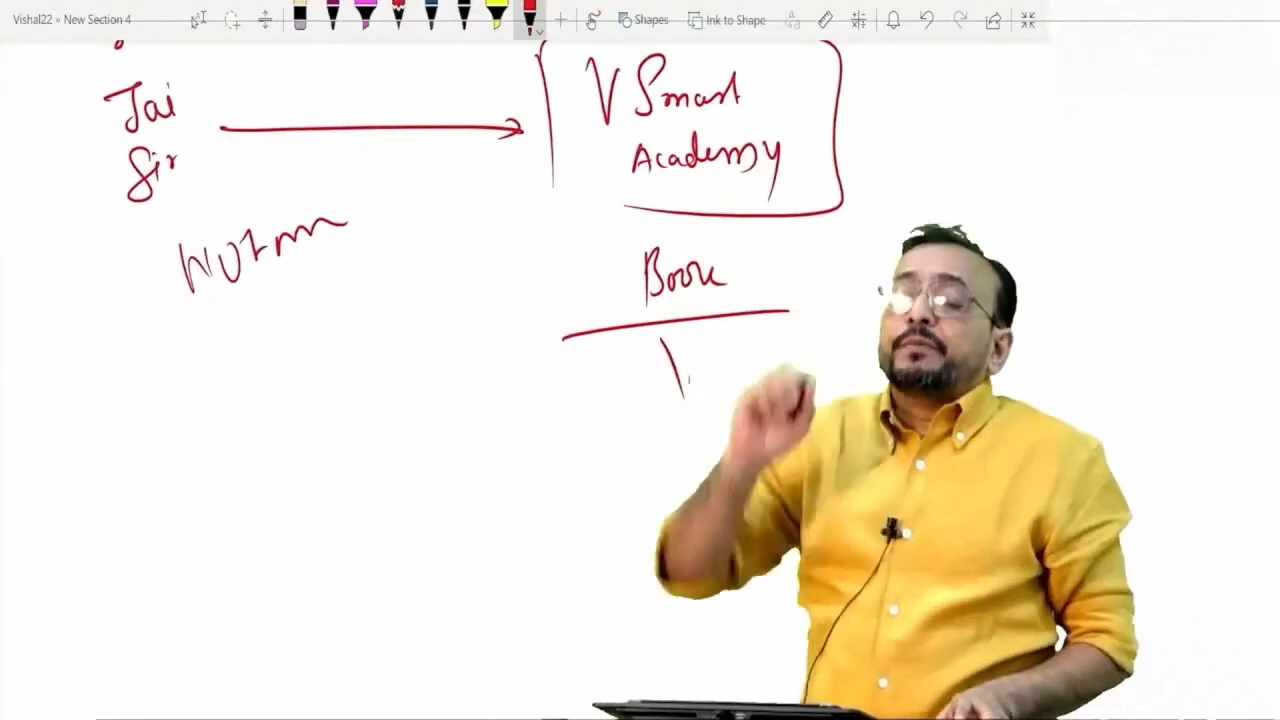 Vishal22 » New Section 4
Shapes
Ink to Shape
Jai
Sir
V Smart
Academy
Book